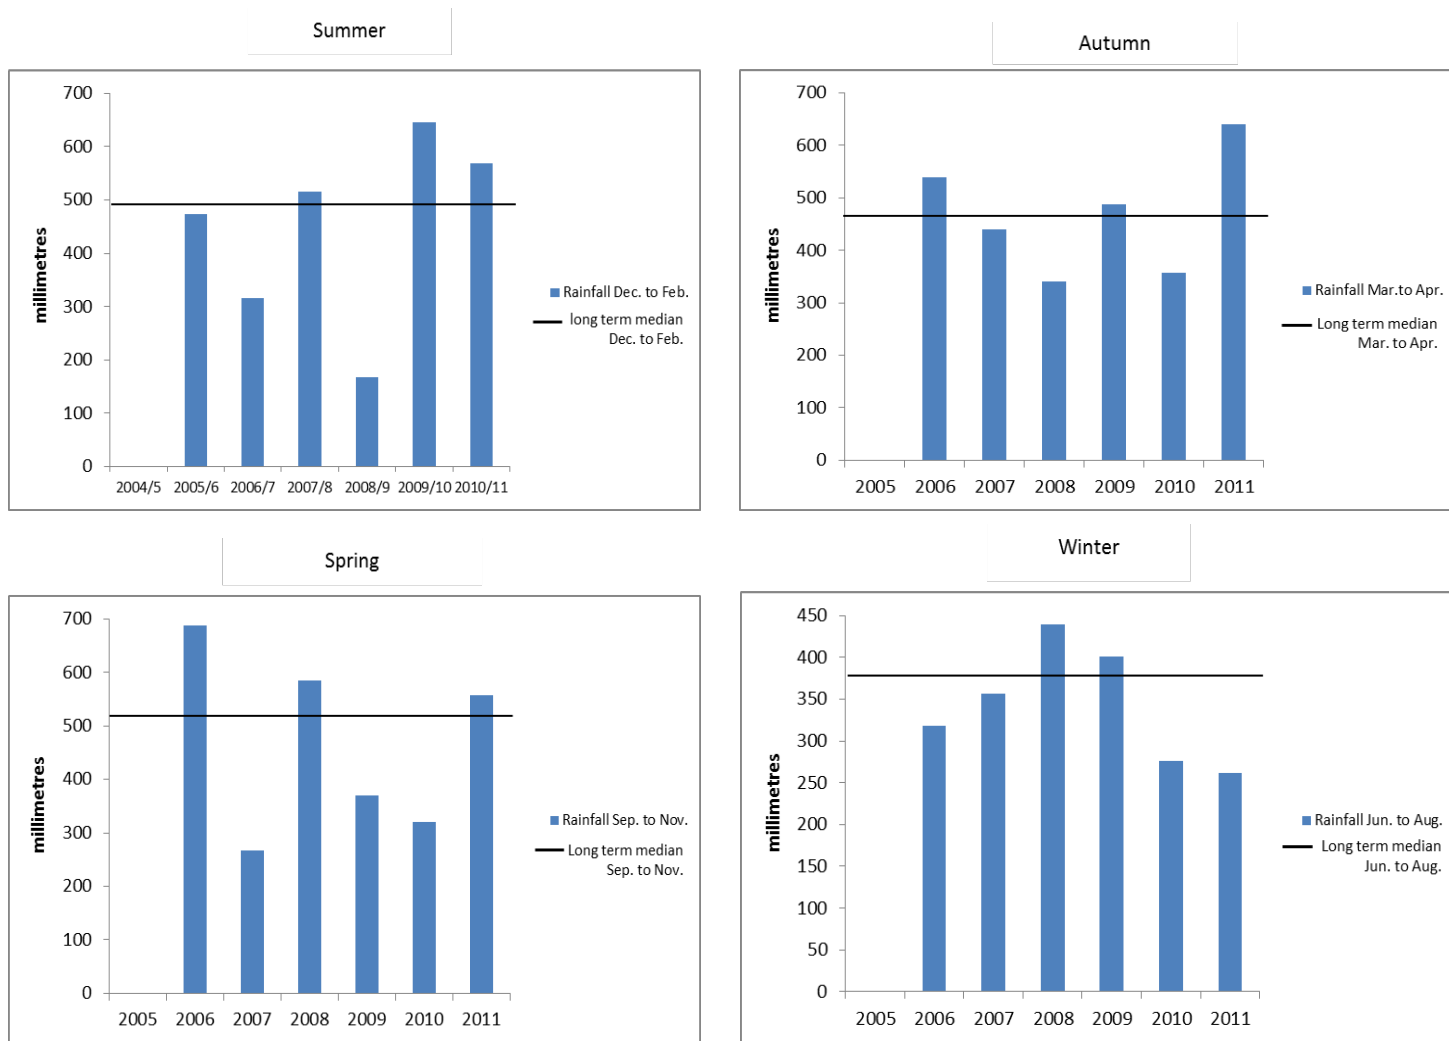 Summer
700
600
500
400
300
200
100
0
millimetres
2004/5 2005/6 2006/7 2007/8 2008/9 2009/10 2010/11
Rainfall Dec. to Feb.
long term median
Dec. to Feb.
Autumn
700
600
500
400
300
200
100
0
millimetres
2005 2006 2007 2008 2009 2010 2011
Rainfall Mar.to Apr.
Long term median
Mar. to Apr.
Spring
700
600
500
400
300
200
100
0
millimetres
2005 2006 2007 2008 2009 2010 2011
Rainfall Sep. to Nov.
Long term median
Sep. to Nov.
Winter
450
400
350
300
250
200
150
100
50
0
millimetres
2005 2006 2007 2008 2009 2010 2011
Rainfall Jun. to Aug.
Long term median
Jun. to Aug.